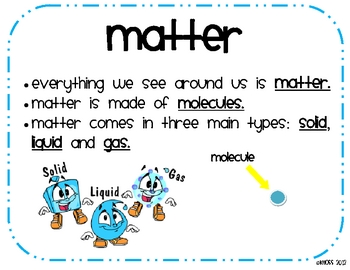 matter
• everything we see around us is matter.
• matter is made of molecules.
• matter comes in three main types: solid,
liquid and gas.
molecule
Solid
Gas
Liquid